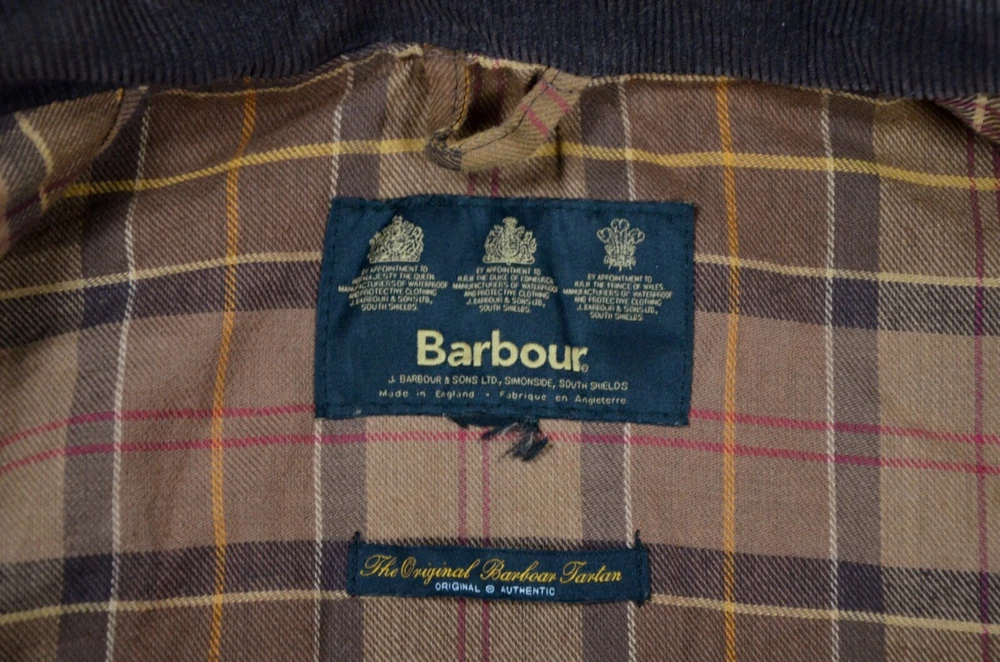 BY APPOINTMENT TO
HER MAJESTY THE QUEEN
MANUFACTURERS OF WATERPROOF
AND PROTECTIVE CLOTHING
J. BARBOUR & SONS LTD,
SOUTH SHIELDS
BY APPOINTMENT TO
H.R.H. THE DUKE OF EDINBURGH
MANUFACTURERS OF WATERPROOF
AND PROTECTIVE CLOTHING
J. BARBOUR & SONS LTD,
SOUTH SHIELDS.
BY APPOINTMENT TO
H.R.H. THE PRINCE OF WALES
MANUFACTURERS OF WATERPROOF
AND PROTECTIVE CLOTHING
J. BARBOUR & SONS LTD,
SOUTH SHIELDS.
Barbour®
J. BARBOUR & SONS LTD, SIMONSIDE, SOUTH SHIELDS
Made in England - Fabrique en Angleterre
The Original Barbour Tartan
ORIGINAL @ AUTHENTIC